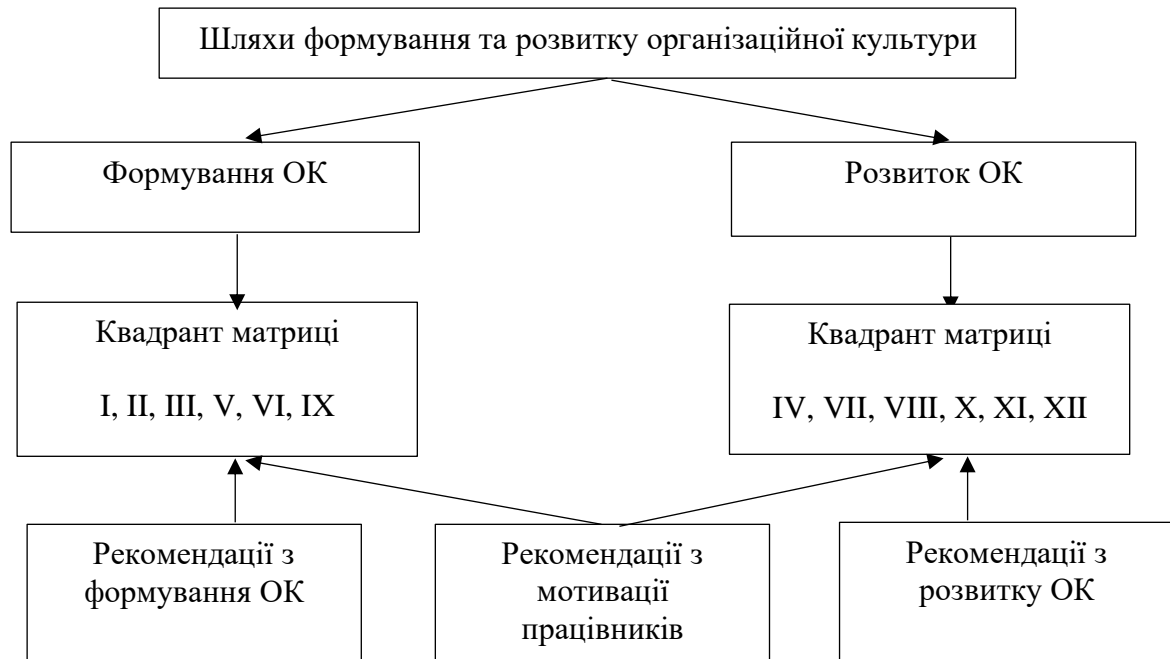 Шляхи формування та розвитку організаційної культури
Формування ОК
Розвиток ОК
Квадрант матриці
I, II, III, V, VI, IX
Квадрант матриці
IV, VII, VIII, X, XI, XII
Рекомендації з
формування ОК
Рекомендації з
мотивації
працівників
Рекомендації з
розвитку ОК